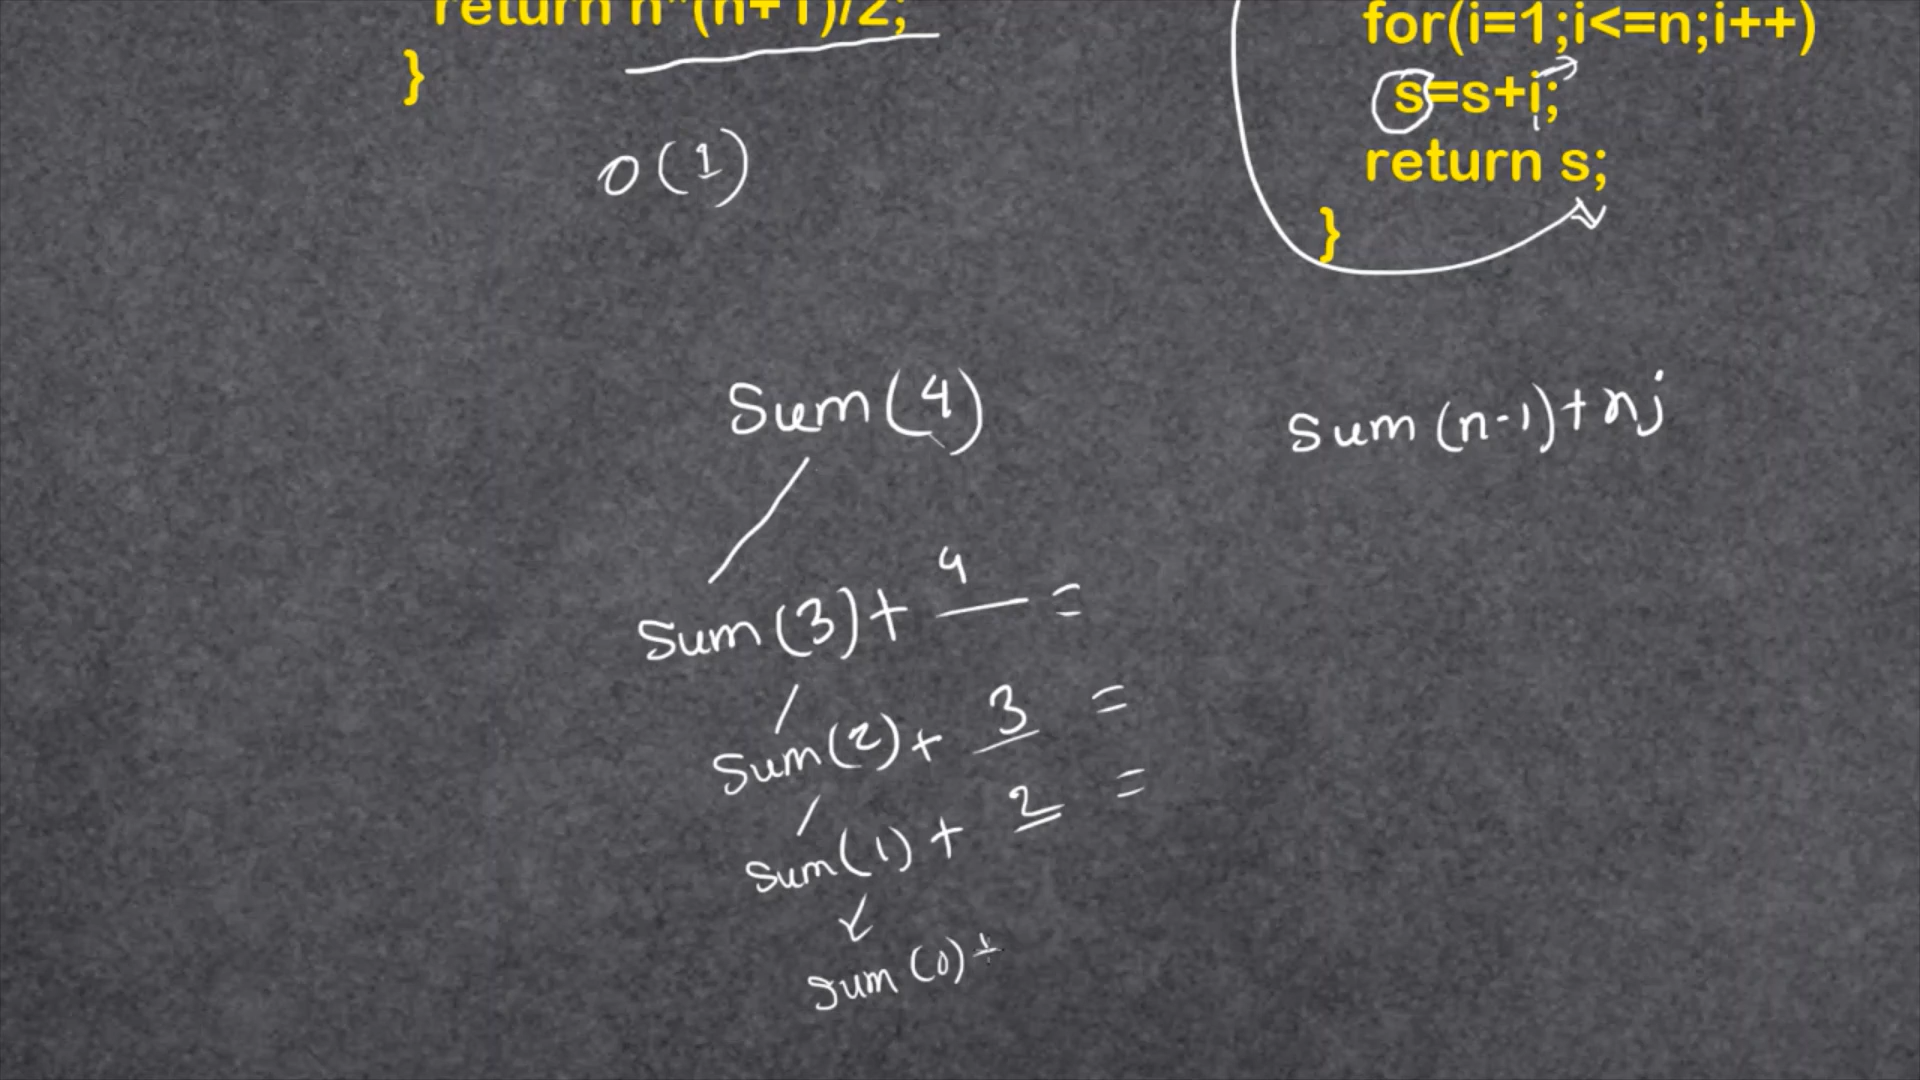 return n*(n+1)/2;
}
O(1)
for(i=1;i<=n;i++)
s=s+i;
return s;
}
Sum(4)
Sum(n-1)+n;
Sum(3)+ 4 =
Sum(2)+ 3 =
Sum(1)+ 2 =
Sum(0)+